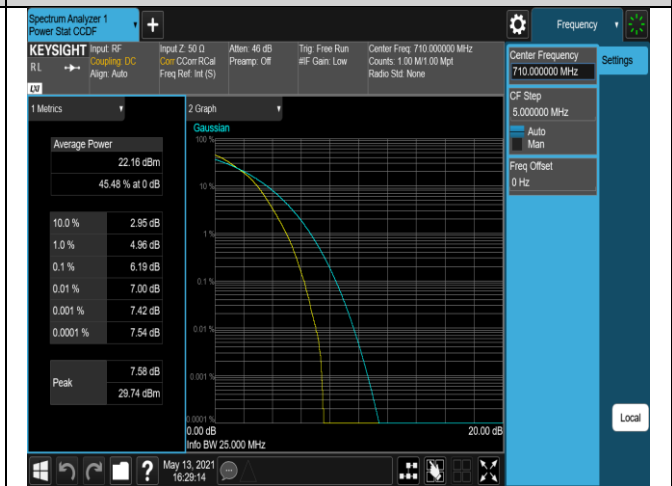 Spectrum Analyzer 1
Power Stat CCDF
+
Frequency
KEYSIGHT
RL
LXI
Input: RF
Coupling: DC
Align: Auto
Input Z: 50 Ω
Corr CCorr RCal
Freq Ref: Int (S)
Atten: 46 dB
Preamp: Off
Trig: Free Run
#IF Gain: Low
Center Freq: 710.000000 MHz
Counts: 1.00 M/1.00 Mpt
Radio Std: None
Center Frequency
710.000000 MHz
Settings
CF Step
5.000000 MHz
Auto
Man
Freq Offset
0 Hz
Local
1 Metrics
Average Power
22.16 dBm
45.48 % at 0 dB
10.0 % 2.95 dB
1.0 % 4.96 dB
0.1 % 6.19 dB
0.01 % 7.00 dB
0.001 % 7.42 dB
0.0001 % 7.54 dB
Peak
7.58 dB
29.74 dBm
2 Graph
Gaussian
100 %
10 %
1 %
0.1 %
0.01 %
0.001 %
0.0001 %
0.00 dB 20.00 dB
Info BW 25.000 MHz
?
May 13, 2021
16:29:14